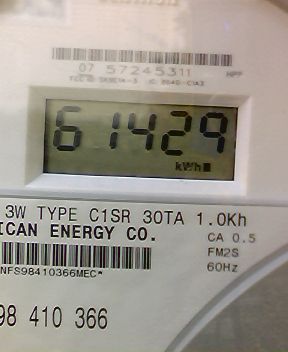 07 57245311 HPF
61429
kWh
3W TYPE C1SR 30TA 1.0Kh
ICAN ENERGY CO.
CA 0.5
FM2S
60Hz
NFS98410366MEC*
98 410 366